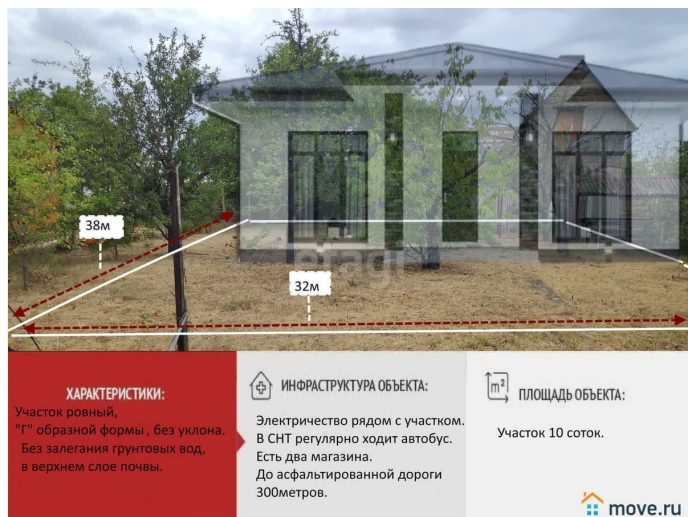 38м
etagi
32м
ХАРАКТЕРИСТИКИ:
Участок ровный,
"Г" образной формы , без уклона.
Без залегания грунтовых вод,
в верхнем слое почвы.
ИНФРАСТРУКТУРА ОБЪЕКТА:
Электричество рядом с участком.
В СНТ регулярно ходит автобус.
Есть два магазина.
До асфальтированной дороги
300метров.
m²
ПЛОЩАДЬ ОБЪЕКТА:
Участок 10 соток.
move.ru